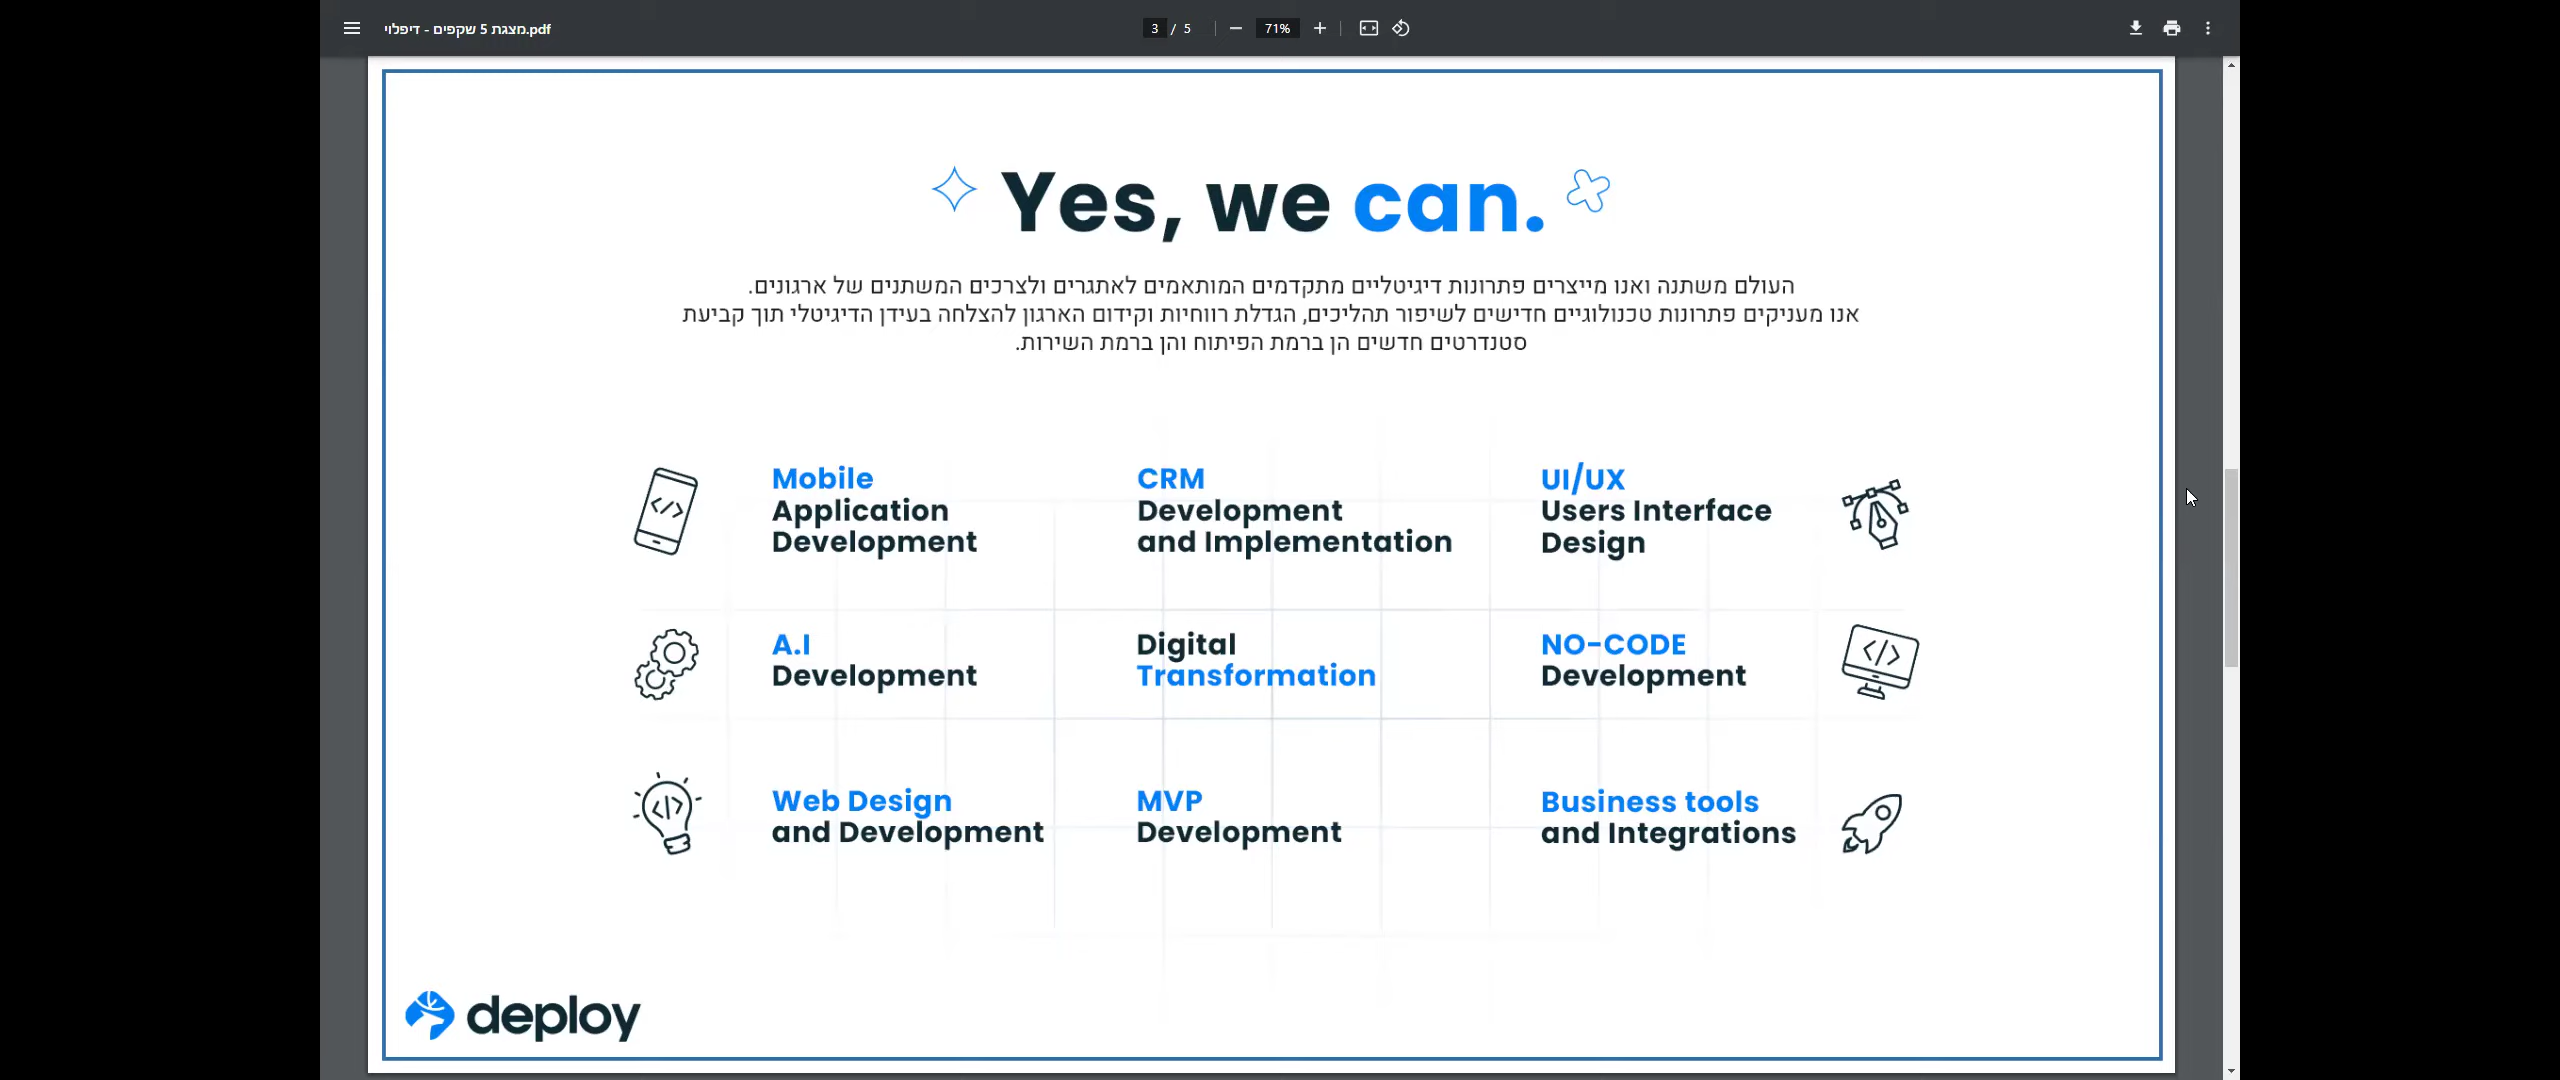 מצגת 5 שקפים - דיפלוי.pdf
3 / 5
71%
Yes, we can.
העולם משתנה ואנו מייצרים פתרונות דיגיטליים מתקדמים המותאמים לאתגרים ולצרכים המשתנים של ארגונים.
אנו מעניקים פתרונות טכנולוגיים חדישים לשיפור תהליכים, הגדלת רווחיות וקידום הארגון להצלחה בעידן הדיגיטלי תוך קביעת
סטנדרטים חדשים הן ברמת הפיתוח והן ברמת השירות.
Mobile
Application
Development
CRM
Development
and Implementation
UI/UX
Users Interface
Design
A.I
Development
Digital
Transformation
NO-CODE
Development
Web Design
and Development
MVP
Development
Business tools
and Integrations
deploy